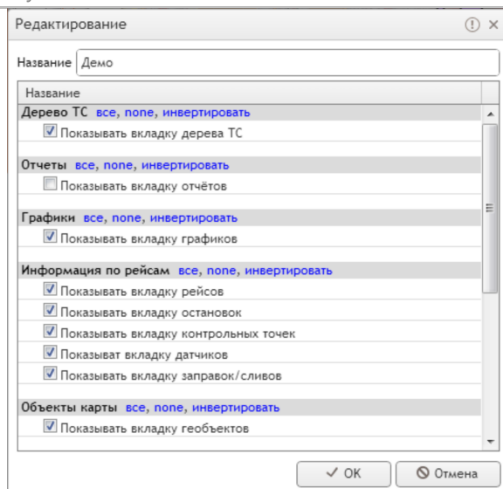 Редактирование
Название Демо
Название
Дерево ТС все, none, инвертировать
Показывать вкладку дерева ТС
Отчеты все, none, инвертировать
Показывать вкладку отчётов
Графики все, none, инвертировать
Показывать вкладку графиков
Информация по рейсам все, none, инвертировать
Показывать вкладку рейсов
Показывать вкладку остановок
Показывать вкладку контрольных точек
Показыват вкладку датчиков
Показывать вкладку заправок/сливов
Объекты карты все, none, инвертировать
Показывать вкладку геобъектов
ОК Отмена